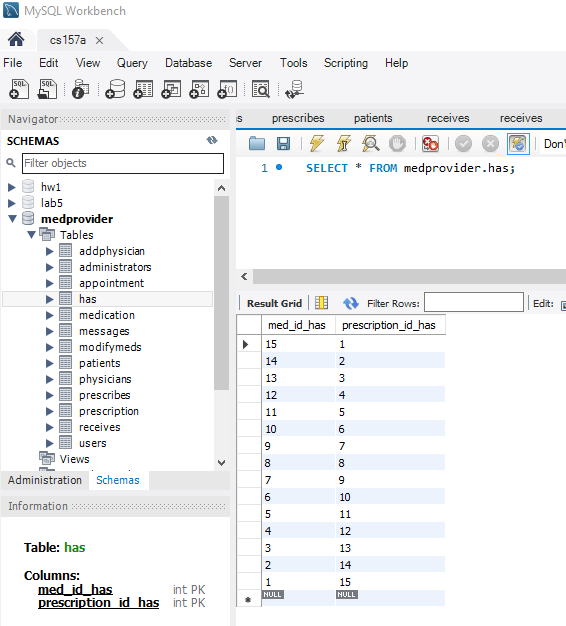 MySQL Workbench
cs157a
File Edit View Query Database Server Tools Scripting Help
Navigator
SCHEMAS
Filter objects
hw1
lab5
medprovider
Tables
addphysician
administrators
appointment
has
medication
messages
modifymeds
patients
physicians
prescribes
prescription
receives
users
Views
Administration Schemas
Information
Table: has
Columns:
med_id_has int PK
prescription_id_has int PK
prescribes patients receives receives
Don'
1 SELECT * FROM medprovider.has;
Result Grid Filter Rows: Edit:
med_id_has prescription_id_has
15 1
14 2
13 3
12 4
11 5
10 6
9 7
8 8
7 9
6 10
5 11
4 12
3 13
2 14
1 15
NULL NULL